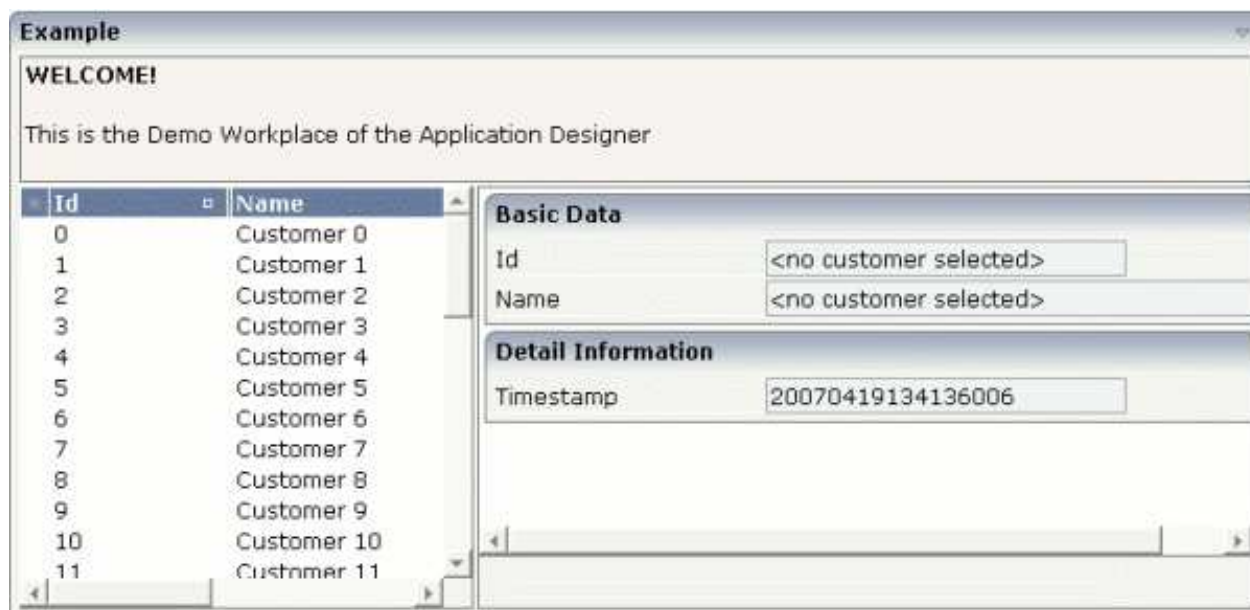 Example
WELCOME!
This is the Demo Workplace of the Application Designer
Id Name
0 Customer 0
1 Customer 1
2 Customer 2
3 Customer 3
4 Customer 4
5 Customer 5
6 Customer 6
7 Customer 7
8 Customer 8
9 Customer 9
10 Customer 10
11 Customer 11
Basic Data
Id <no customer selected>
Name <no customer selected>
Detail Information
Timestamp 20070419134136006